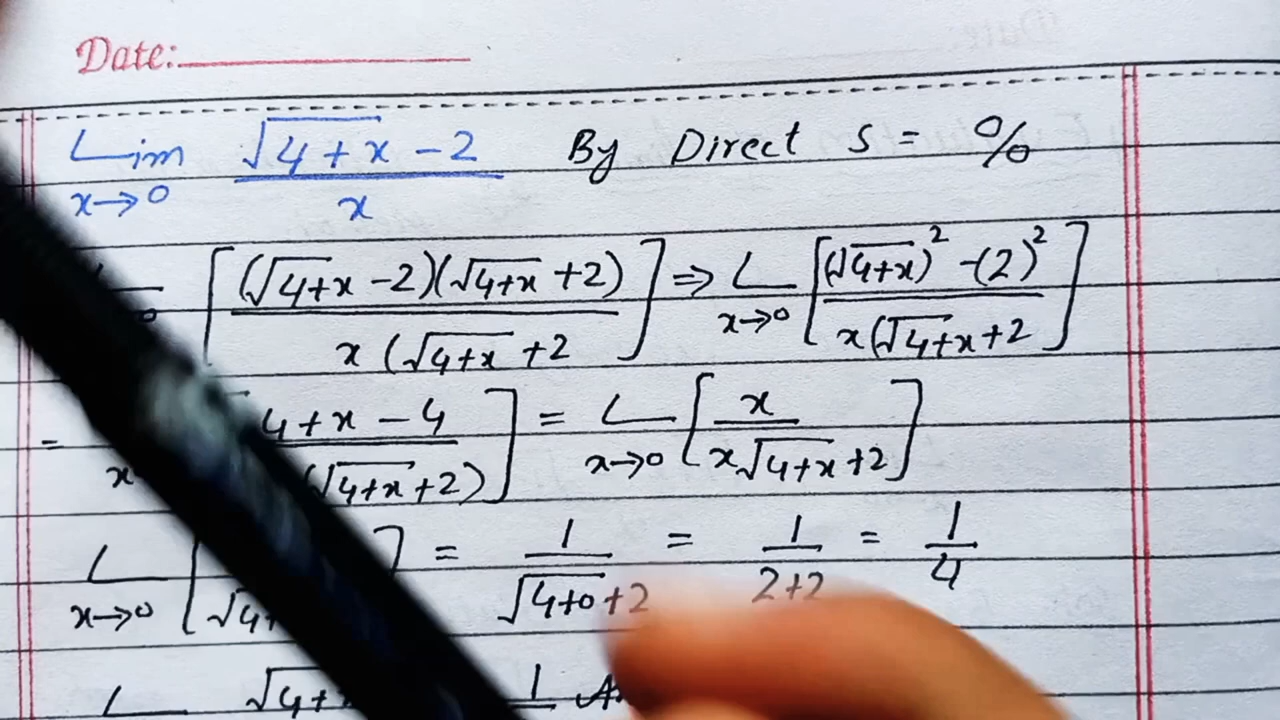 Date:
Lim x→0 (√4+x - 2)/x By Direct S = 0/0
[(√4+x - 2)(√4+x + 2) / x(√4+x + 2] ⇒ L x→0 [(√4+x)² - (2)² / x(√4+x + 2]
= [4+x-4 / (√4+x + 2)] = L x→0 [x / x√4+x + 2]
L x→0 [ ] = 1/√4+0 + 2 = 1/2+2 = 1/4
L √4+ 1